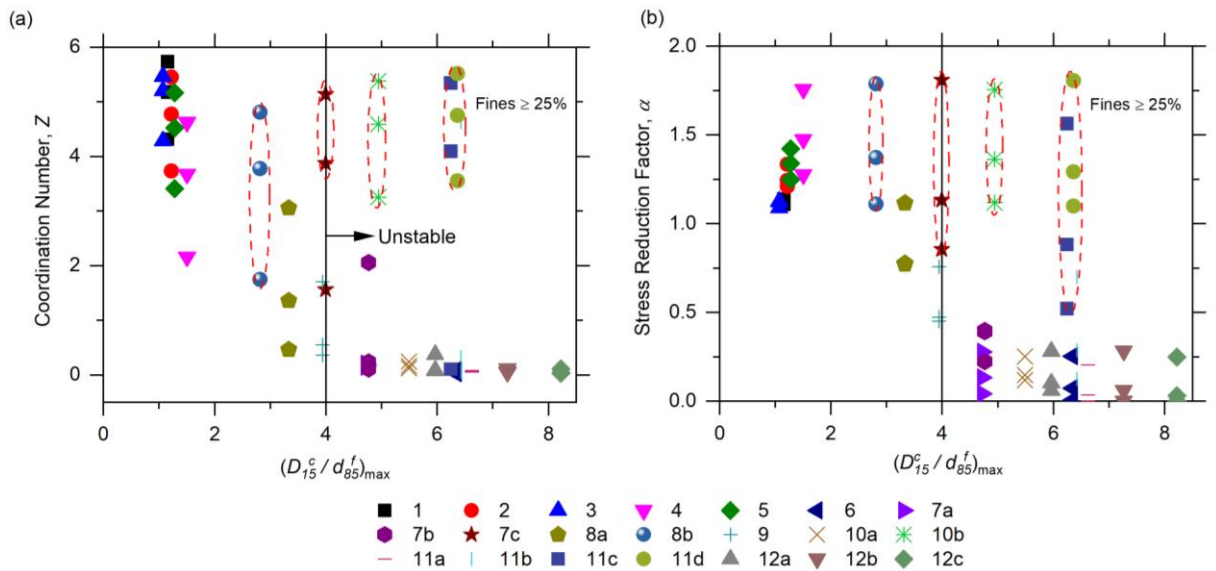 (a)
6
4
2
0
Coordination Number, Z
Fines ≥ 25%
Unstable
0 2 4 6 8
(D₁₅ᶜ / d₈₅ᶠ)max
(b)
2.0
1.5
1.0
0.5
0.0
Stress Reduction Factor, α
Fines ≥ 25%
0 2 4 6 8
(D₁₅ᶜ / d₈₅ᶠ)max
1 2 3 4 5 6 7a
7b 7c 8a 8b 9 10a 10b
11a 11b 11c 11d 12a 12b 12c